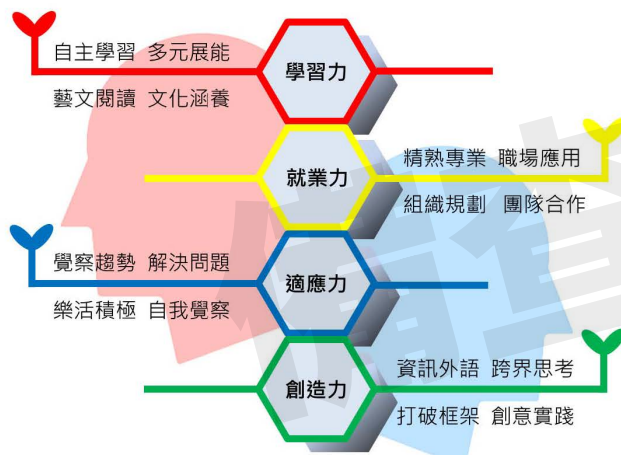 自主學習 多元展能
學習力
藝文閱讀 文化涵養
精熟專業 職場應用
就業力
組織規劃 團隊合作
覺察趨勢 解決問題
適應力
樂活積極 自我覺察
資訊外語 跨界思考
創造力
打破框架 創意實踐
備查